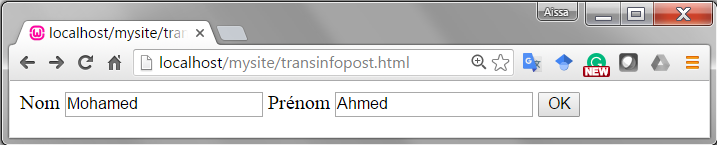 Aissa
localhost/mysite/tran
localhost/mysite/transinfopost.html
NEW
Nom Mohamed Prénom Ahmed OK